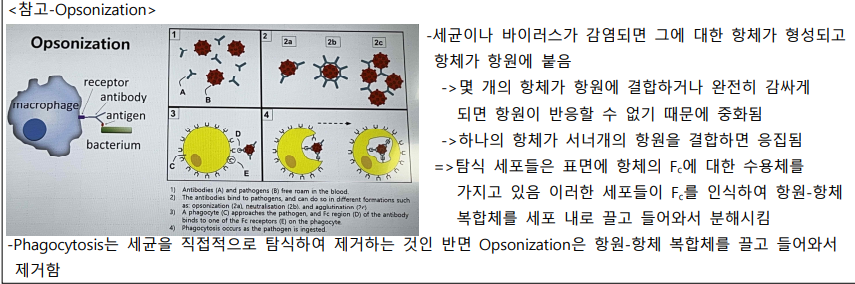 <참고-Opsonization>
Opsonization
receptor
antibody
macrophage
antigen
bacterium
1
A
B
2
2a
2b
2c
3
D
C
E
4
1) Antibodies (A) and pathogens (B) free roam in the blood.
2) The antibodies bind to pathogens, and can do so in different formations such
as: opsonization (2a), neutralisation (2b), and agglutination (2c)
3) A phagocyte (C) approaches the pathogen, and Fc region (D) of the antibody
binds to one of the Fc receptors (E) on the phagocyte.
4) Phagocytosis occurs as the pathogen is ingested.
-세균이나 바이러스가 감염되면 그에 대한 항체가 형성되고
항체가 항원에 붙음
->몇 개의 항체가 항원에 결합하거나 완전히 감싸게
되면 항원이 반응할 수 없기 때문에 중화됨
->하나의 항체가 서너개의 항원을 결합하면 응집됨
=>탐식 세포들은 표면에 항체의 Fc에 대한 수용체를
가지고 있음 이러한 세포들이 Fc를 인식하여 항원-항체
복합체를 세포 내로 끌고 들어와서 분해시킴
-Phagocytosis는 세균을 직접적으로 탐식하여 제거하는 것인 반면 Opsonization은 항원-항체 복합체를 끌고 들어와서
제거함